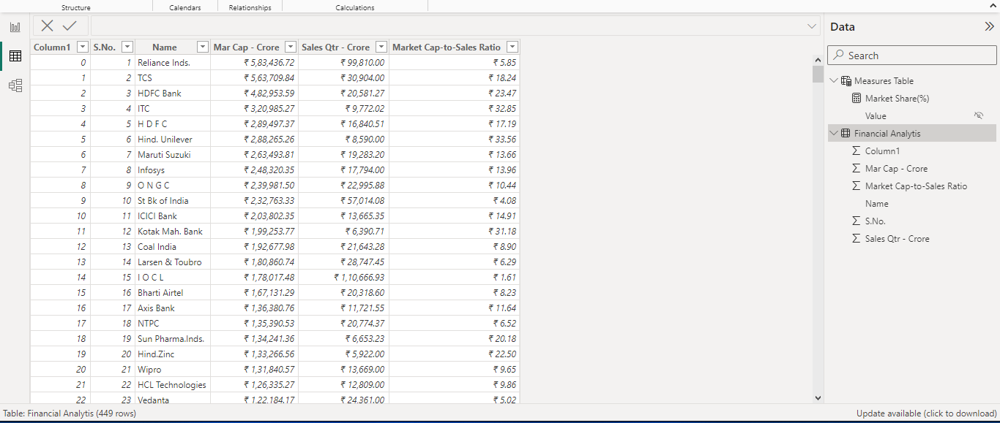 Structure Calendars Relationships Calculations
Data
Search
Column1 S.No. Name Mar Cap - Crore Sales Qtr - Crore Market Cap-to-Sales Ratio
0 1 Reliance Inds. ₹ 5,83,436.72 ₹ 99,810.00 ₹ 5.85
1 2 TCS ₹ 5,63,709.84 ₹ 30,904.00 ₹ 18.24
2 3 HDFC Bank ₹ 4,82,953.59 ₹ 20,581.27 ₹ 23.47
3 4 ITC ₹ 3,20,985.27 ₹ 9,772.02 ₹ 32.85
4 5 H D F C ₹ 2,89,497.37 ₹ 16,840.51 ₹ 17.19
5 6 Hind. Unilever ₹ 2,88,265.26 ₹ 8,590.00 ₹ 33.56
6 7 Maruti Suzuki ₹ 2,63,493.81 ₹ 19,283.20 ₹ 13.66
7 8 Infosys ₹ 2,48,320.35 ₹ 17,794.00 ₹ 13.96
8 9 O N G C ₹ 2,39,981.50 ₹ 22,995.88 ₹ 10.44
9 10 St Bk of India ₹ 2,32,763.33 ₹ 57,014.08 ₹ 4.08
10 11 ICICI Bank ₹ 2,03,802.35 ₹ 13,665.35 ₹ 14.91
11 12 Kotak Mah. Bank ₹ 1,99,253.77 ₹ 6,390.71 ₹ 31.18
12 13 Coal India ₹ 1,92,677.98 ₹ 21,643.28 ₹ 8.90
13 14 Larsen & Toubro ₹ 1,80,860.74 ₹ 28,747.45 ₹ 6.29
14 15 I O C L ₹ 1,78,017.48 ₹ 1,10,666.93 ₹ 1.61
15 16 Bharti Airtel ₹ 1,67,131.29 ₹ 20,318.60 ₹ 8.23
16 17 Axis Bank ₹ 1,36,380.76 ₹ 11,721.55 ₹ 11.64
17 18 NTPC ₹ 1,35,390.53 ₹ 20,774.37 ₹ 6.52
18 19 Sun Pharma.Inds. ₹ 1,34,241.36 ₹ 6,653.23 ₹ 20.18
19 20 Hind.Zinc ₹ 1,33,266.56 ₹ 5,922.00 ₹ 22.50
20 21 Wipro ₹ 1,31,840.57 ₹ 13,669.00 ₹ 9.65
21 22 HCL Technologies ₹ 1,26,335.27 ₹ 12,809.00 ₹ 9.86
22 23 Vedanta ₹ 1,22,184.17 ₹ 24,361.00 ₹ 5.02
Measures Table
Market Share(%)
Value
Financial Analytis
Column1
Mar Cap - Crore
Market Cap-to-Sales Ratio
Name
S.No.
Sales Qtr - Crore
Table: Financial Analytis (449 rows) Update available (click to download)